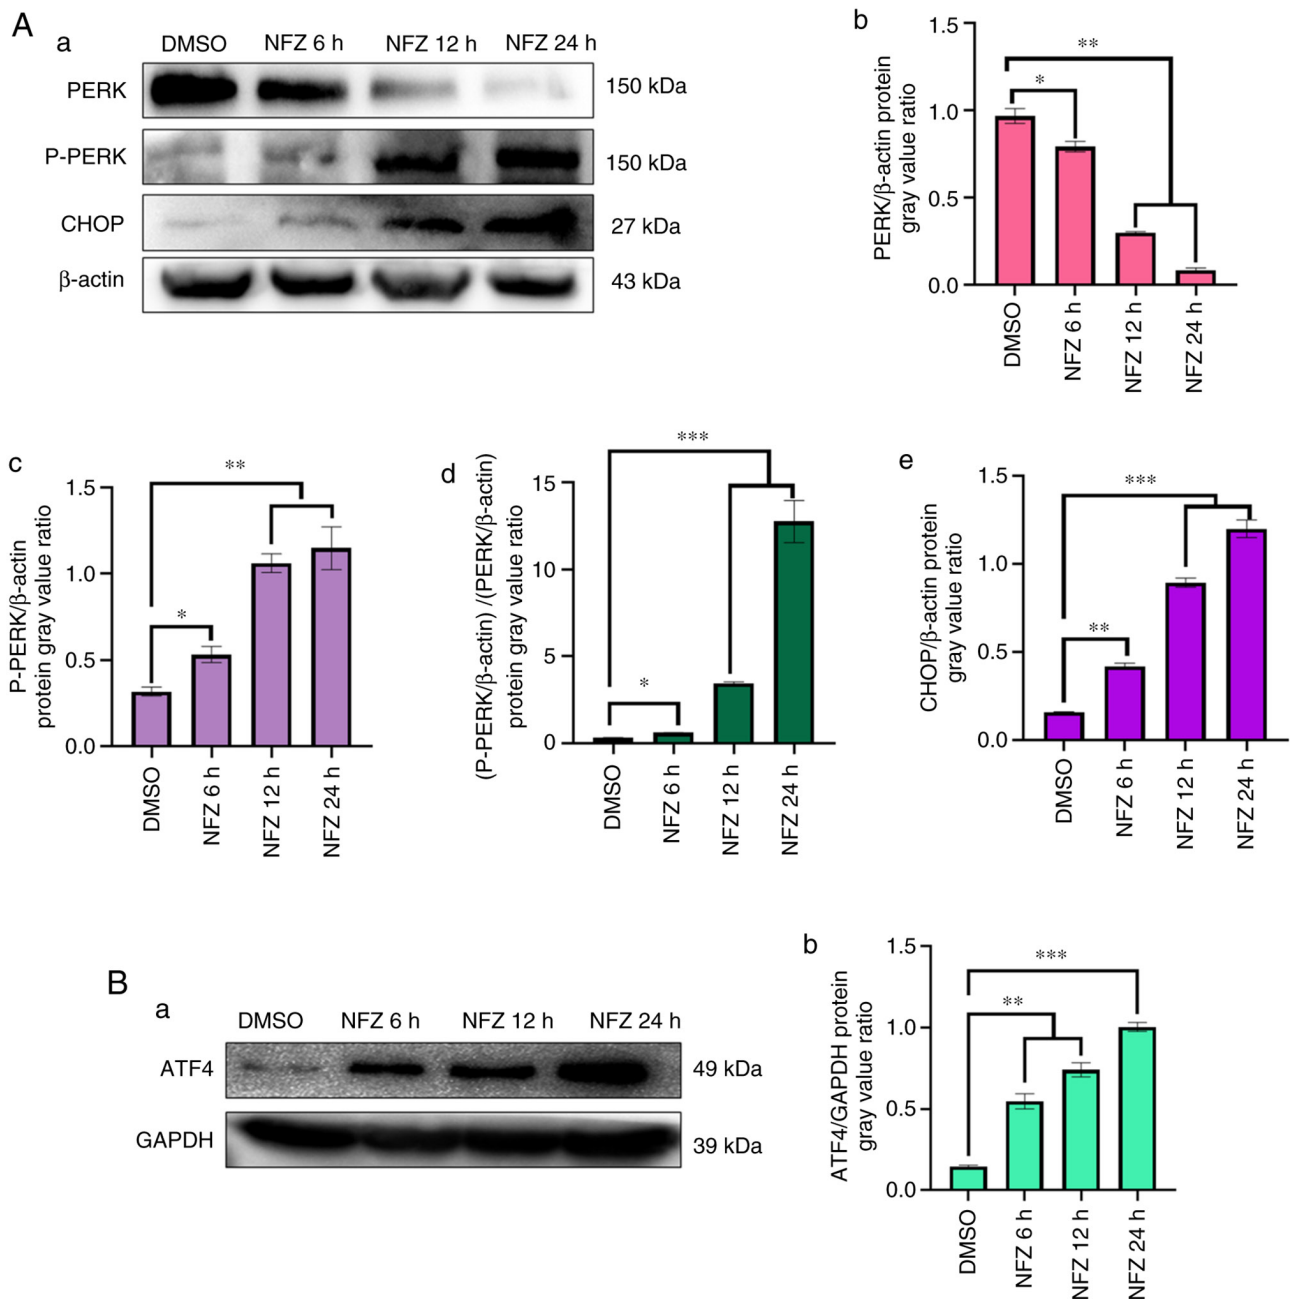 A
a
DMSO NFZ 6 h NFZ 12 h NFZ 24 h
PERK 150 kDa
P-PERK 150 kDa
CHOP 27 kDa
β-actin 43 kDa
b
PERK/β-actin protein
gray value ratio
1.5
1.0
0.5
0.0
**
*
DMSO
NFZ 6 h
NFZ 12 h
NFZ 24 h
c
P-PERK/β-actin
protein gray value ratio
1.5
1.0
0.5
0.0
**
*
DMSO
NFZ 6 h
NFZ 12 h
NFZ 24 h
d
(P-PERK/β-actin) /(PERK/β-actin)
protein gray value ratio
15
10
5
0
***
*
DMSO
NFZ 6 h
NFZ 12 h
NFZ 24 h
e
CHOP/β-actin protein
gray value ratio
1.5
1.0
0.5
0.0
***
**
DMSO
NFZ 6 h
NFZ 12 h
NFZ 24 h
B
a
DMSO NFZ 6 h NFZ 12 h NFZ 24 h
ATF4 49 kDa
GAPDH 39 kDa
b
ATF4/GAPDH protein
gray value ratio
1.5
1.0
0.5
0.0
***
**
DMSO
NFZ 6 h
NFZ 12 h
NFZ 24 h